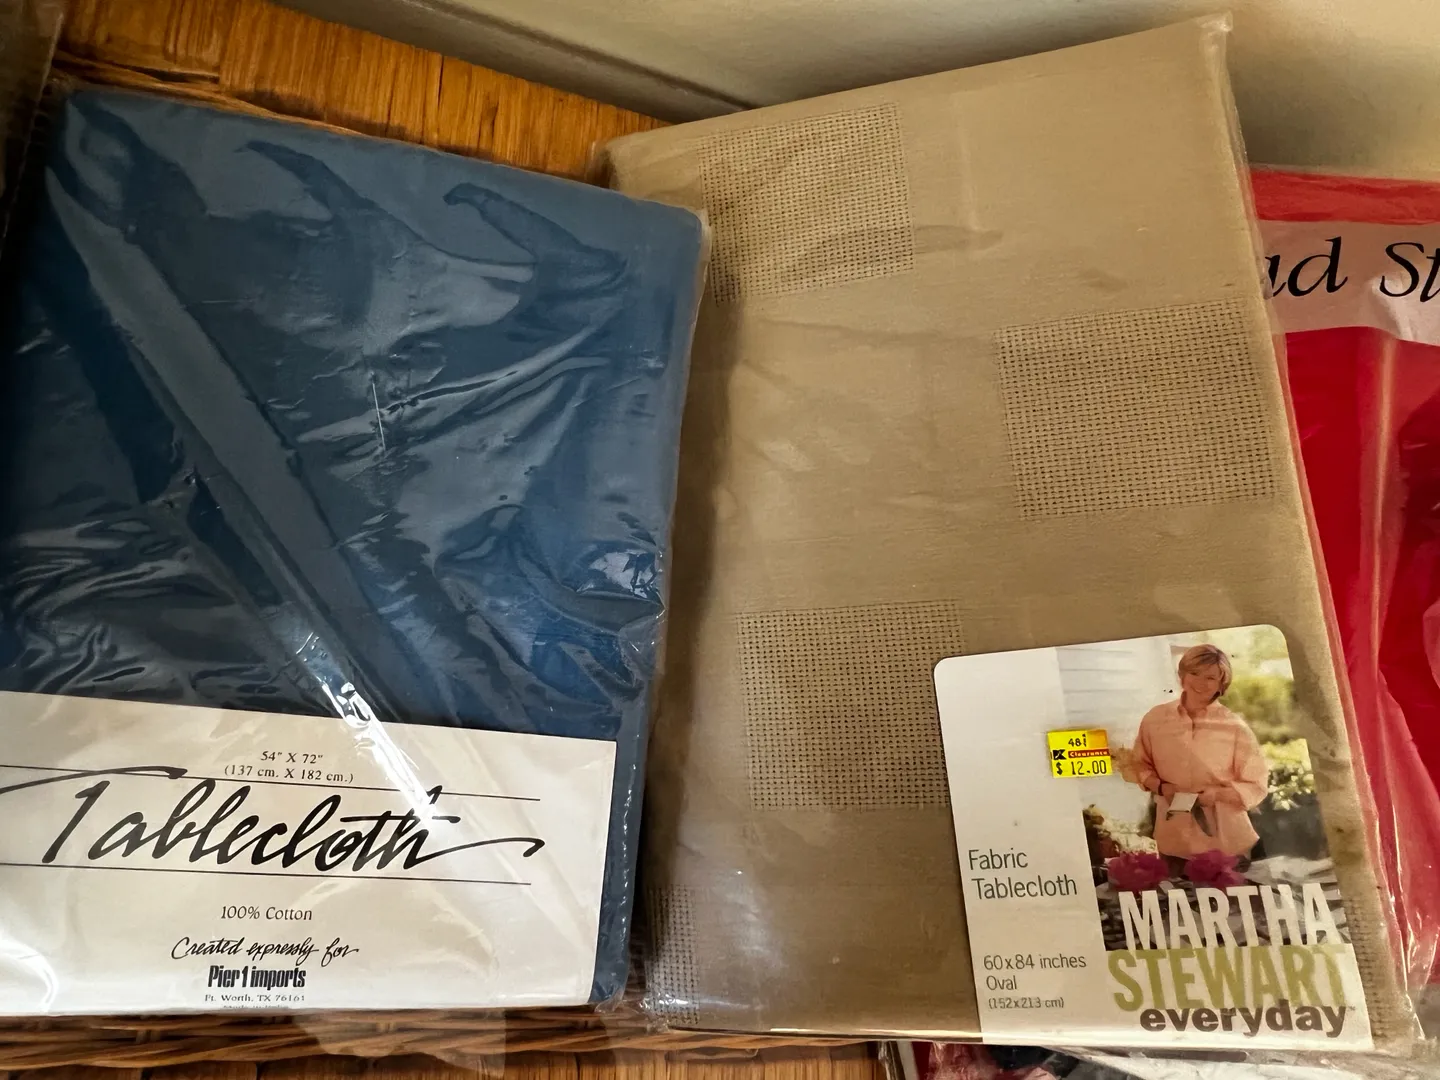 54" X 72"
(137 cm. X 182 cm.)
Tablecloth
100% Cotton
Created expressly for
Pier 1 imports
Ft. Worth, TX 76161
48
K Clearance
$ 12.00
Fabric
Tablecloth
60x84 inches
Oval
(152x213 cm)
MARTHA
STEWART
everyday
ad St